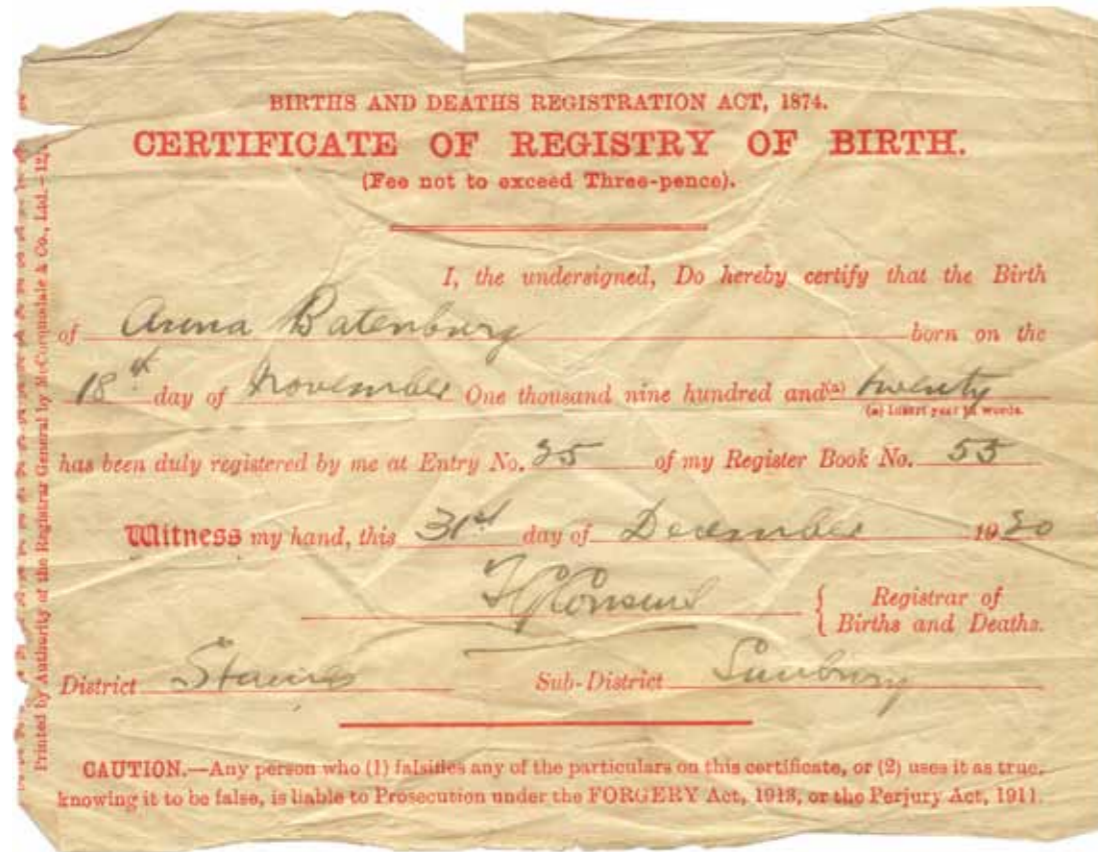 BIRTHS AND DEATHS REGISTRATION ACT, 1874.
CERTIFICATE OF REGISTRY OF BIRTH.
(Fee not to exceed Three-pence).
I, the undersigned, Do hereby certify that the Birth
of Anna Batenburg born on the
18th day of November One thousand nine hundred and (a) twenty
(a) Insert year in words.
has been duly registered by me at Entry No. 35 of my Register Book No. 55
Witness my hand, this 31st day of December 1920
Registrar of
Births and Deaths.
District Staines Sub-District Sunbury
CAUTION.—Any person who (1) falsifies any of the particulars on this certificate, or (2) uses it as true,
knowing it to be false, is liable to Prosecution under the FORGERY Act, 1913, or the Perjury Act, 1911.
Printed by Authority of the Registrar General by McCorquodale & Co., Ltd.—12,